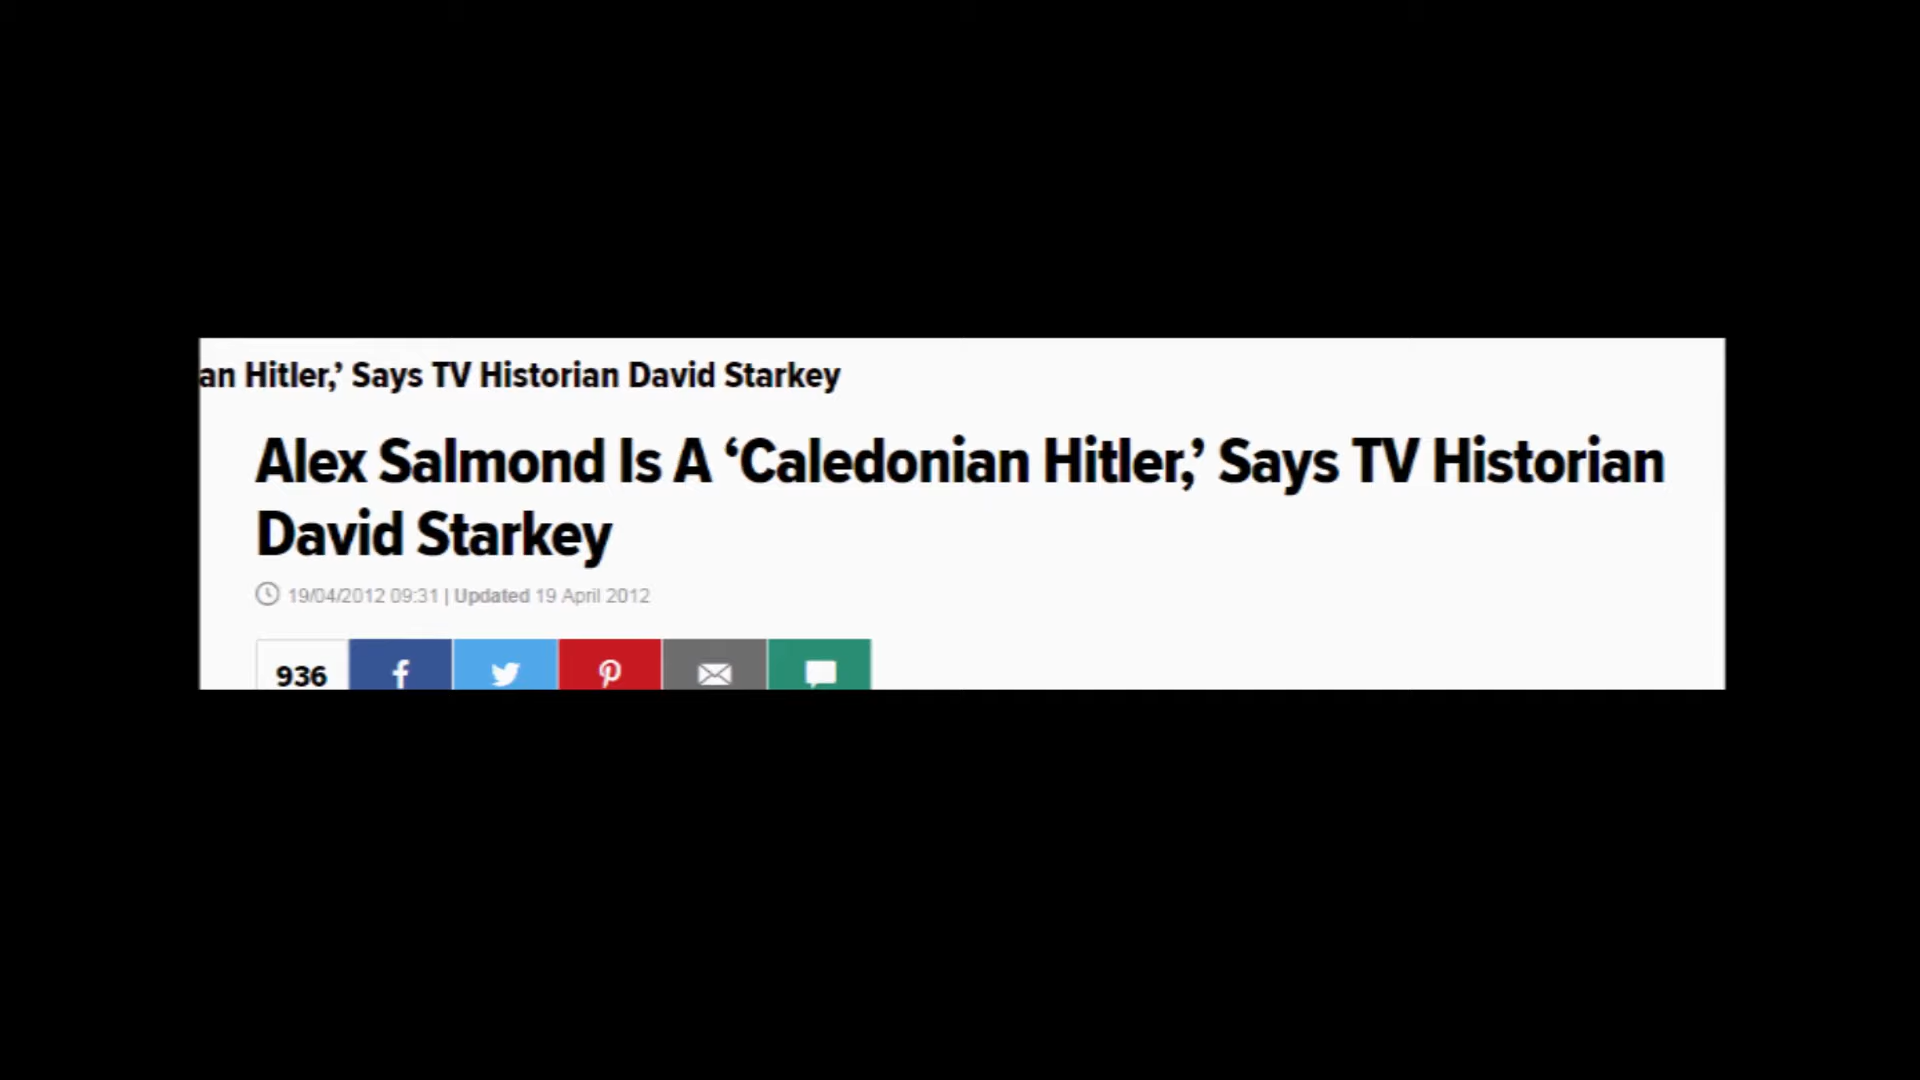 an Hitler,’ Says TV Historian David Starkey
Alex Salmond Is A ‘Caledonian Hitler,’ Says TV Historian
David Starkey
19/04/2012 09:31 | Updated 19 April 2012
936